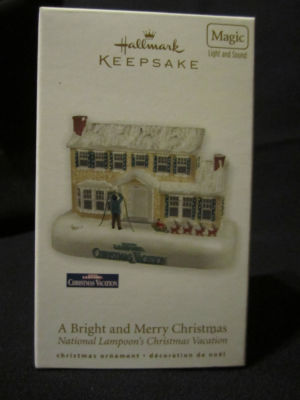 Hallmark
KEEPSAKE
Magic
Light and Sound
CHRISTMAS VACATION
A Bright and Merry Christmas
National Lampoon's Christmas Vacation
christmas ornament • décoration de noël